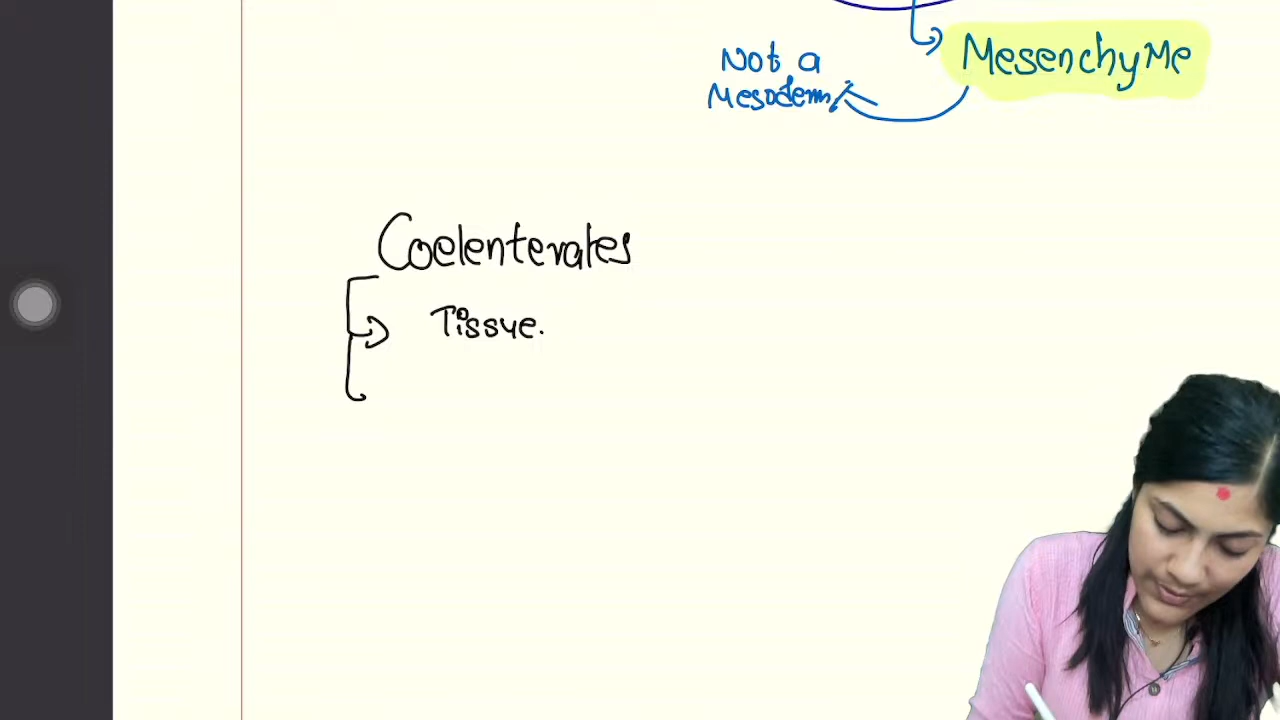 MesenchyMe
Not a
Mesoderm
Coelenterates
Tissue.